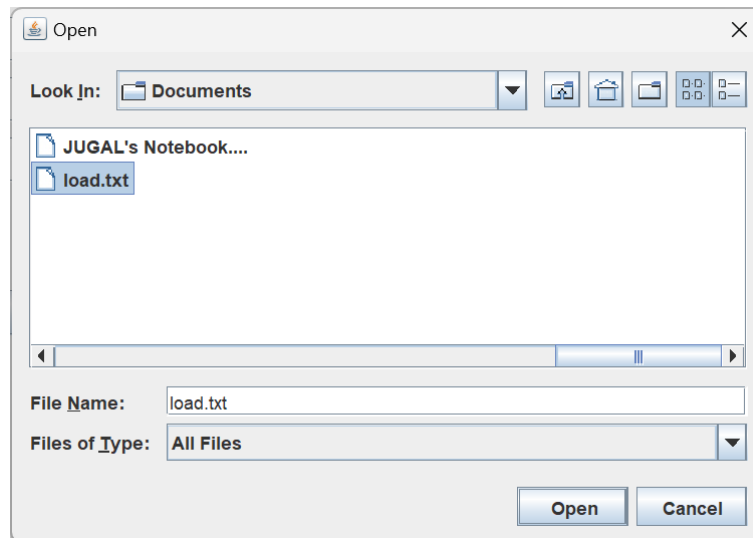 Open
Look In: Documents
JUGAL's Notebook....
load.txt
File Name: load.txt
Files of Type: All Files
Open Cancel